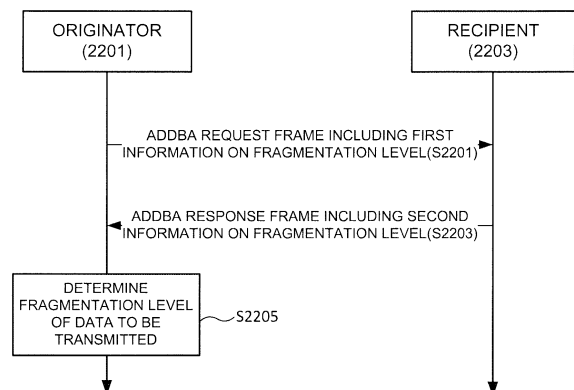 ORIGINATOR
(2201)
RECIPIENT
(2203)
ADDBA REQUEST FRAME INCLUDING FIRST
INFORMATION ON FRAGMENTATION LEVEL(S2201)
ADDBA RESPONSE FRAME INCLUDING SECOND
INFORMATION ON FRAGMENTATION LEVEL(S2203)
DETERMINE
FRAGMENTATION LEVEL
OF DATA TO BE
TRANSMITTED
S2205